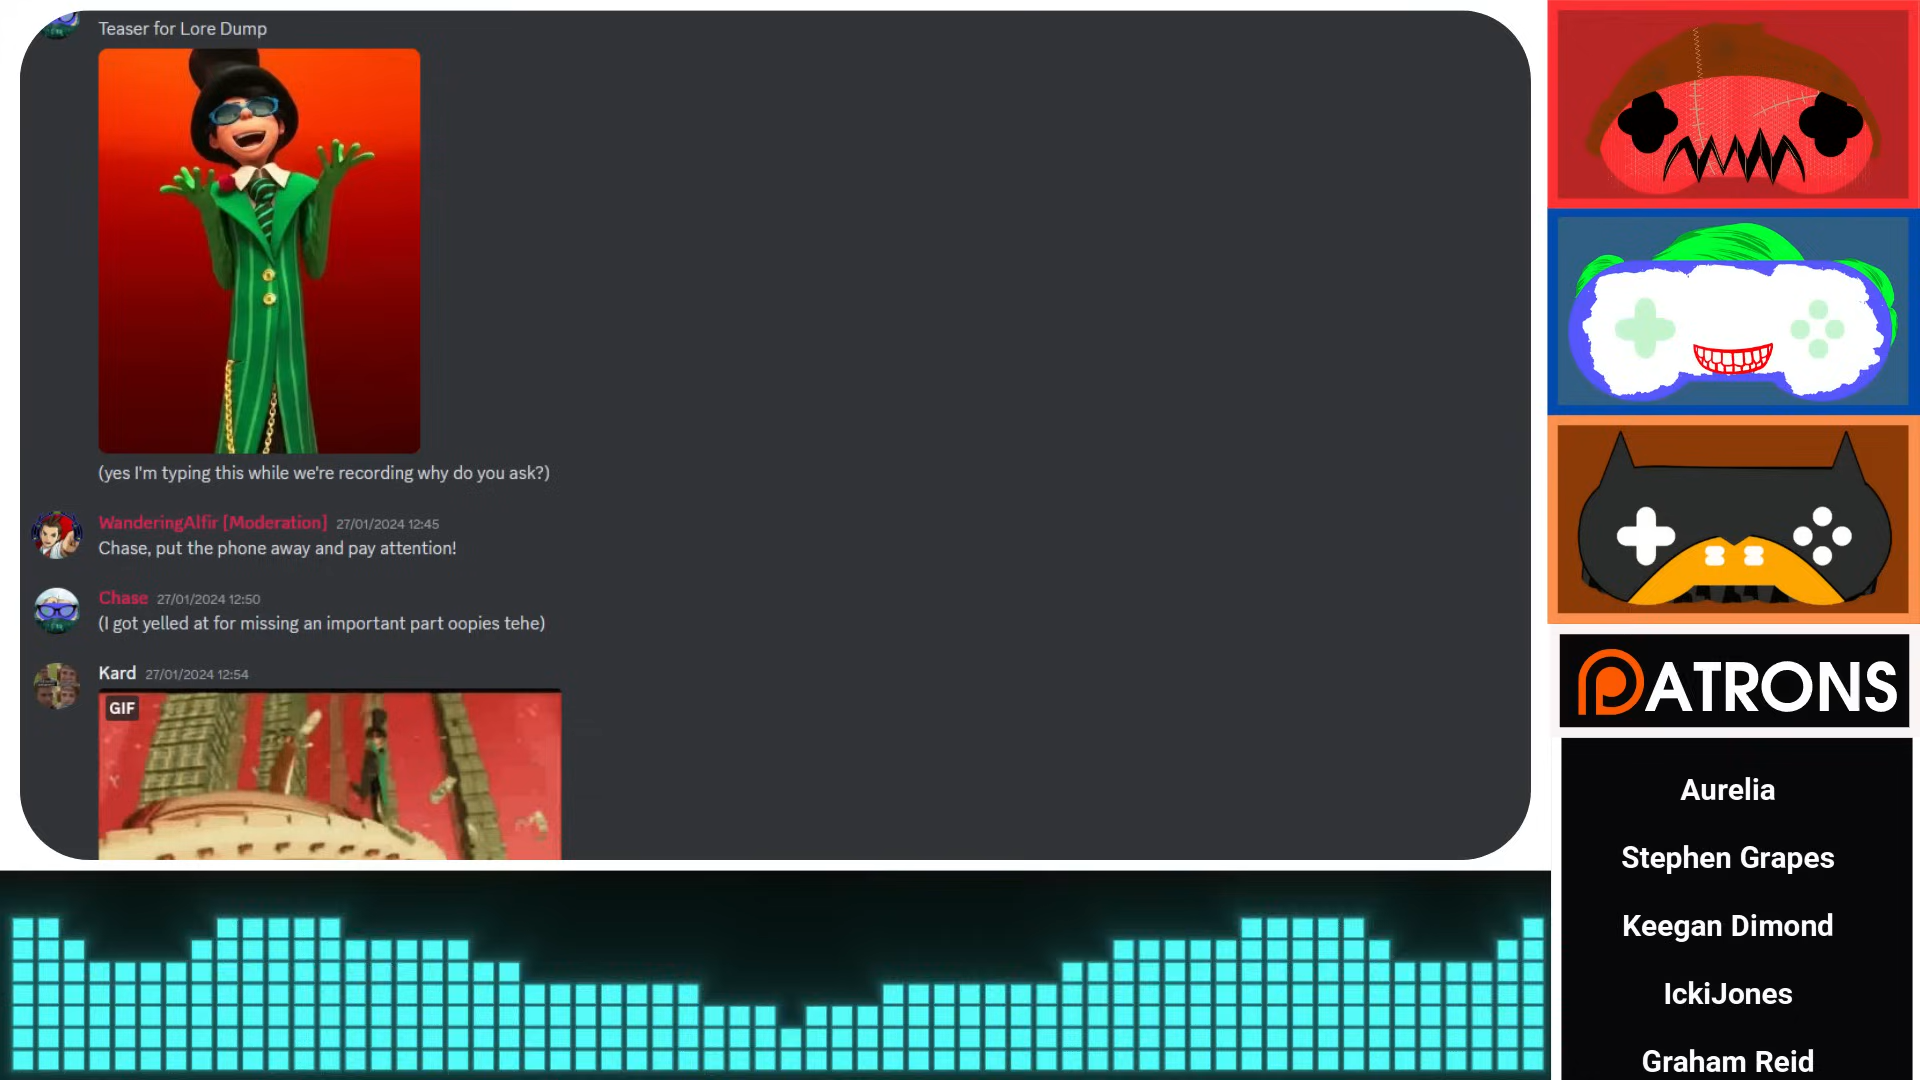 Teaser for Lore Dump
(yes I'm typing this while we're recording why do you ask?)
WanderingAlfir [Moderation] 27/01/2024 12:45
Chase, put the phone away and pay attention!
Chase 27/01/2024 12:50
(I got yelled at for missing an important part oopies tehe)
Kard 27/01/2024 12:54
GIF
PATRONS
Aurelia
Stephen Grapes
Keegan Dimond
IckiJones
Graham Reid